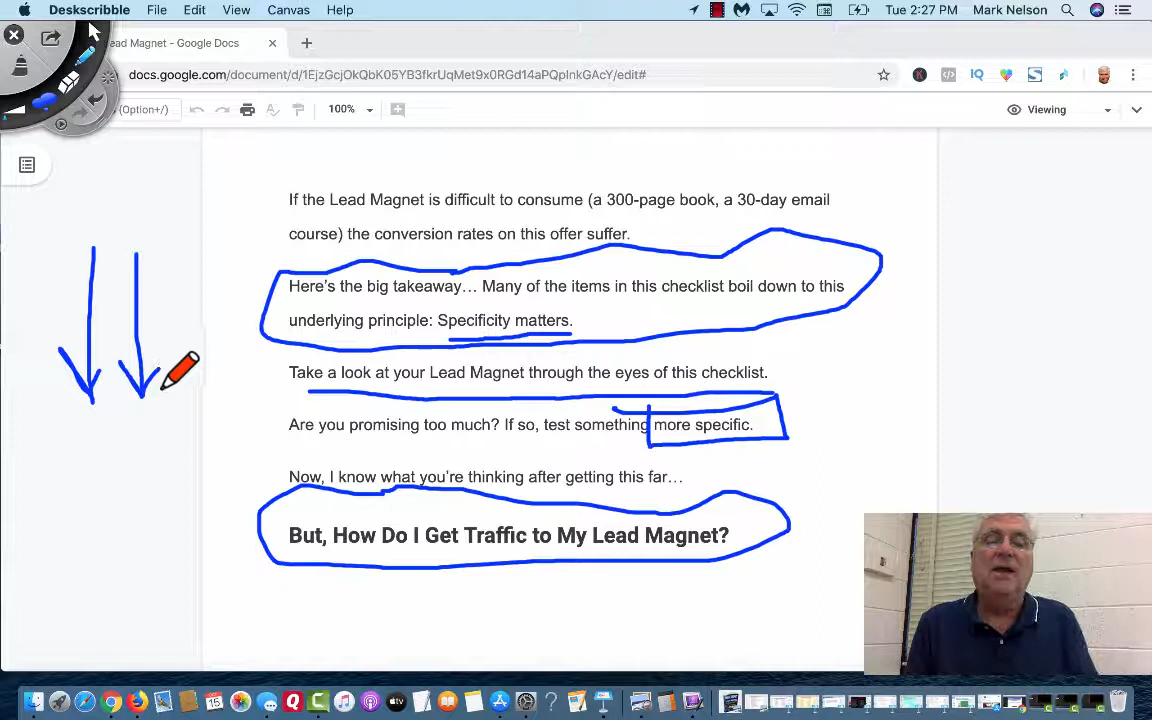 Deskscribble File Edit View Canvas Help Tue 2:27 PM Mark Nelson
ead Magnet - Google Docs
docs.google.com/document/d/1EjzGcjOkQbK05YB3fkrUqMet9x0RGd14aPQpInkGAcY/edit#
(Option+/) 100% Viewing
If the Lead Magnet is difficult to consume (a 300-page book, a 30-day email
course) the conversion rates on this offer suffer.
Here’s the big takeaway… Many of the items in this checklist boil down to this
underlying principle: Specificity matters.
Take a look at your Lead Magnet through the eyes of this checklist.
Are you promising too much? If so, test something more specific.
Now, I know what you’re thinking after getting this far…
But, How Do I Get Traffic to My Lead Magnet?